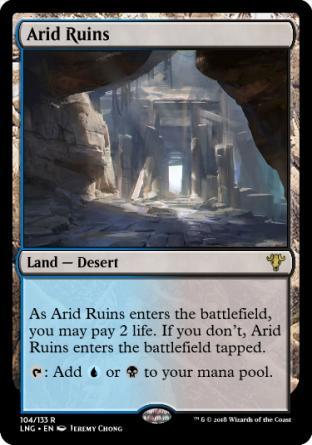 Arid Ruins
Land — Desert
As Arid Ruins enters the battlefield,
you may pay 2 life. If you don't, Arid
Ruins enters the battlefield tapped.
: Add or to your mana pool.
104/133 R
LNG • EN JEREMY CHONG
™ & © 2018 Wizards of the Coast